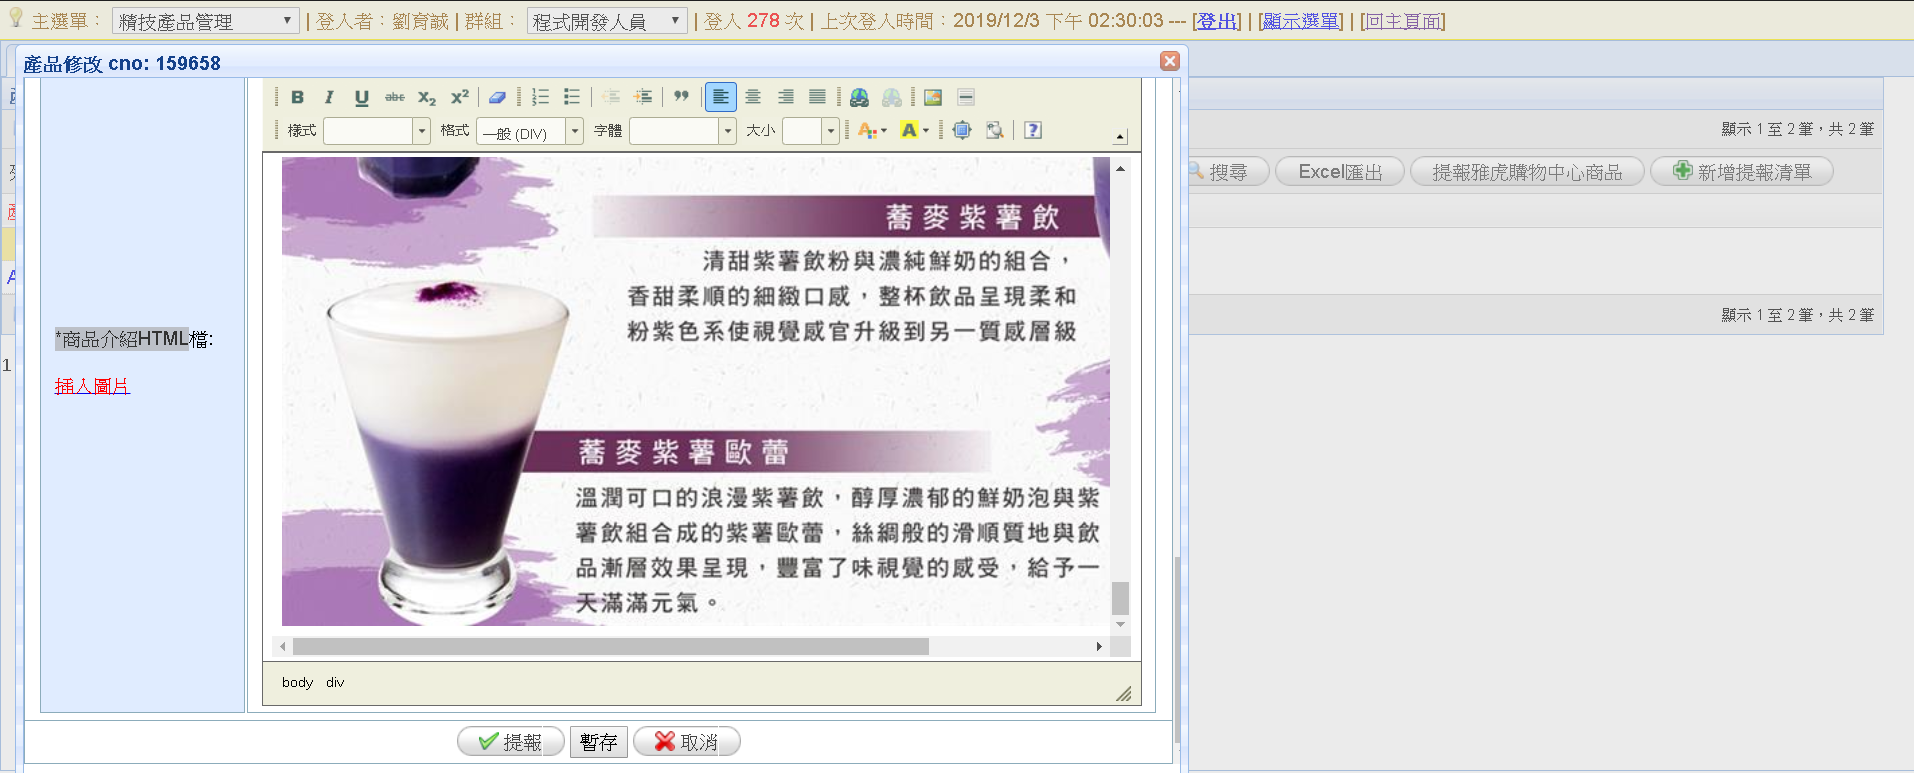 主選單： 精技產品管理 | 登入者：劉育誠 | 群組： 程式開發人員 | 登入 278 次 | 上次登入時間：2019/12/3 下午 02:30:03 --- [登出] | [顯示選單] | [回主頁面]
產品修改 cno: 159658
B I U abc X₂ X²
樣式 格式 一般 (DIV) 字體 大小
顯示 1 至 2 筆，共 2 筆
搜尋 Excel匯出 提報雅虎購物中心商品 新增提報清單
蕎麥紫薯飲
清甜紫薯飲粉與濃純鮮奶的組合，
香甜柔順的細緻口感，整杯飲品呈現柔和
粉紫色系使視覺感官升級到另一質感層級
顯示 1 至 2 筆，共 2 筆
*商品介紹HTML檔:
1
插入圖片
蕎麥紫薯歐蕾
溫潤可口的浪漫紫薯飲，醇厚濃郁的鮮奶泡與紫
薯飲組合成的紫薯歐蕾，絲綢般的滑順質地與飲
品漸層效果呈現，豐富了味視覺的感受，給予一
天滿滿元氣。
body div
提報 暫存 取消